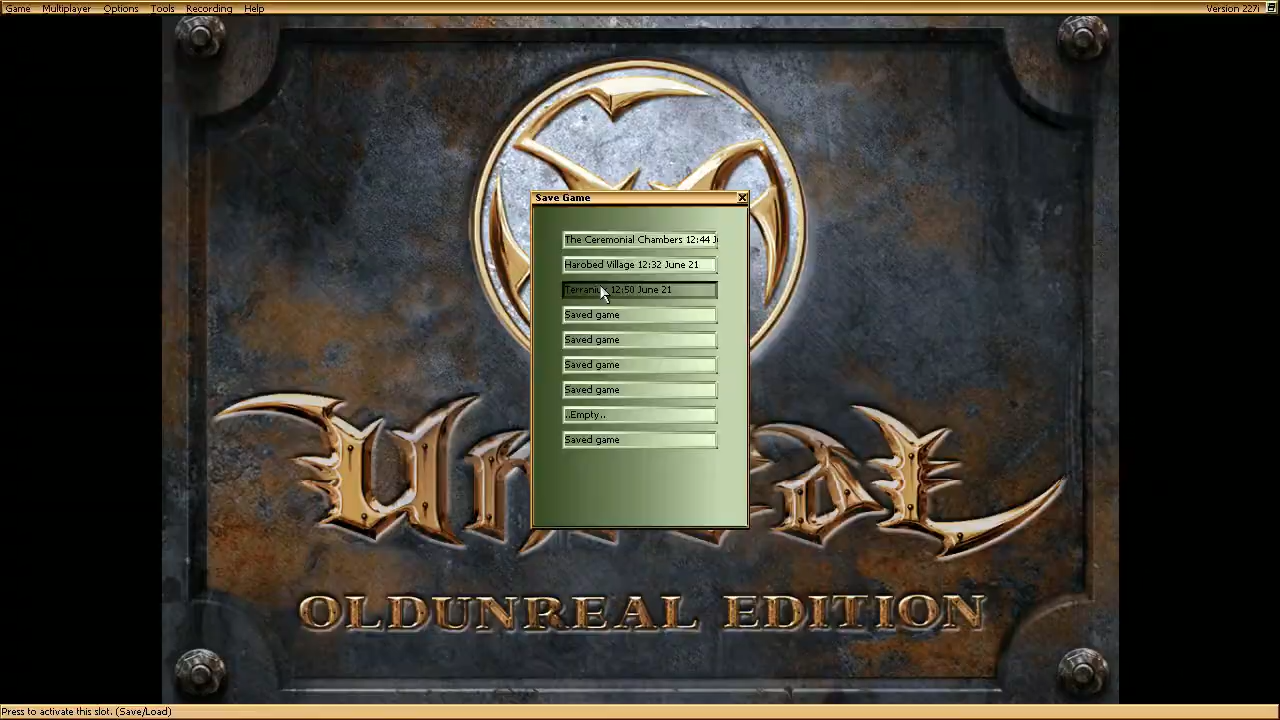 Game Multiplayer Options Tools Recording Help Version 227i
Save Game
The Ceremonial Chambers 12:44 J
Harobed Village 12:32 June 21
Terraniux 12:50 June 21
Saved game
Saved game
Saved game
Saved game
..Empty..
Saved game
Unreal
OLDUNREAL EDITION
Press to activate this slot. (Save/Load)